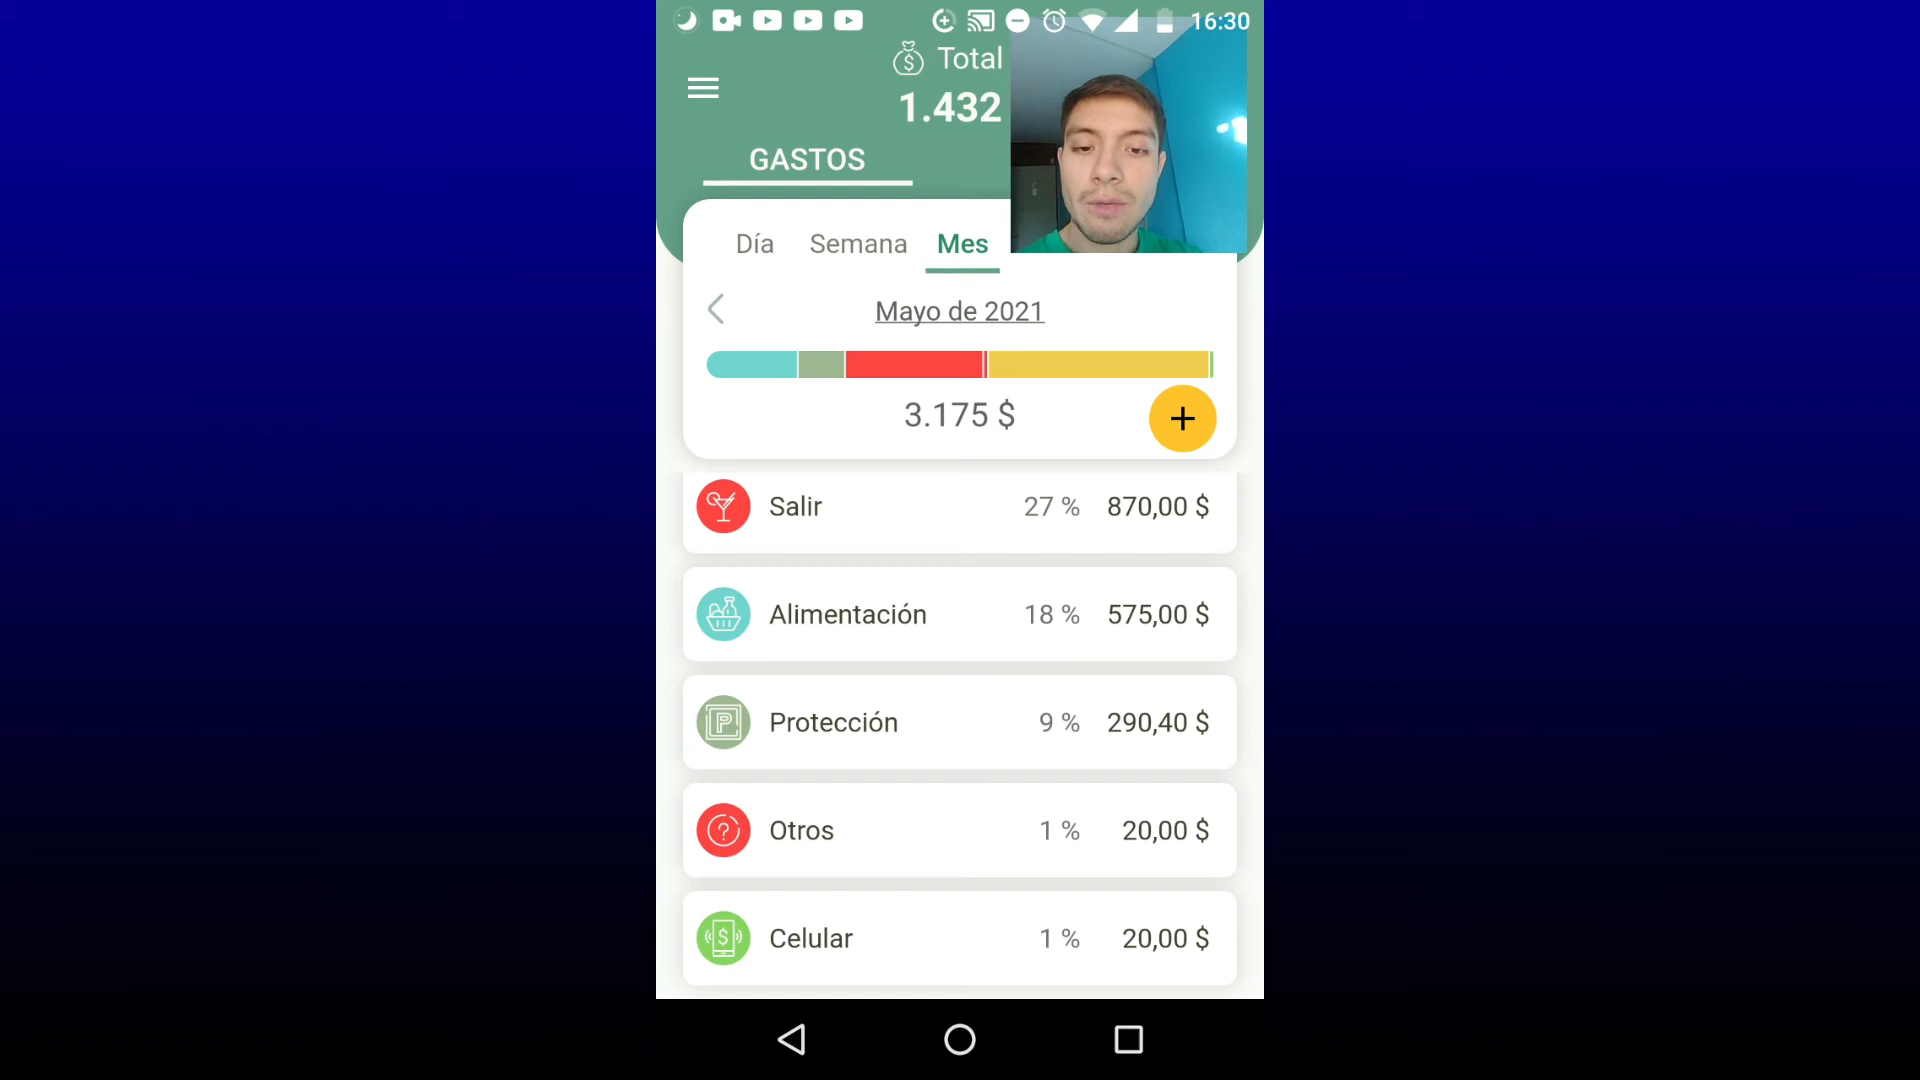 16:30
Total
1.432
GASTOS
Día Semana Mes
Mayo de 2021
3.175 $
+
Salir 27 % 870,00 $
Alimentación 18 % 575,00 $
P Protección 9 % 290,40 $
? Otros 1 % 20,00 $
$ Celular 1 % 20,00 $